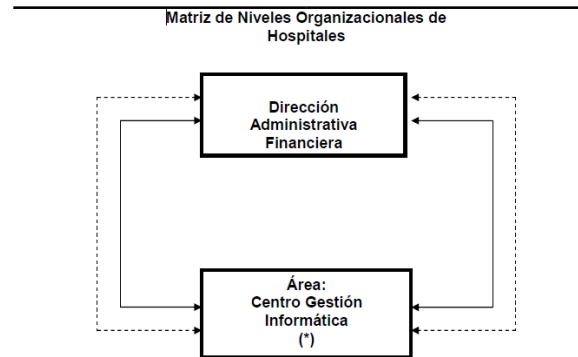 Matriz de Niveles Organizacionales de
Hospitales
Dirección
Administrativa
Financiera
Área:
Centro Gestión
Informática
(*)